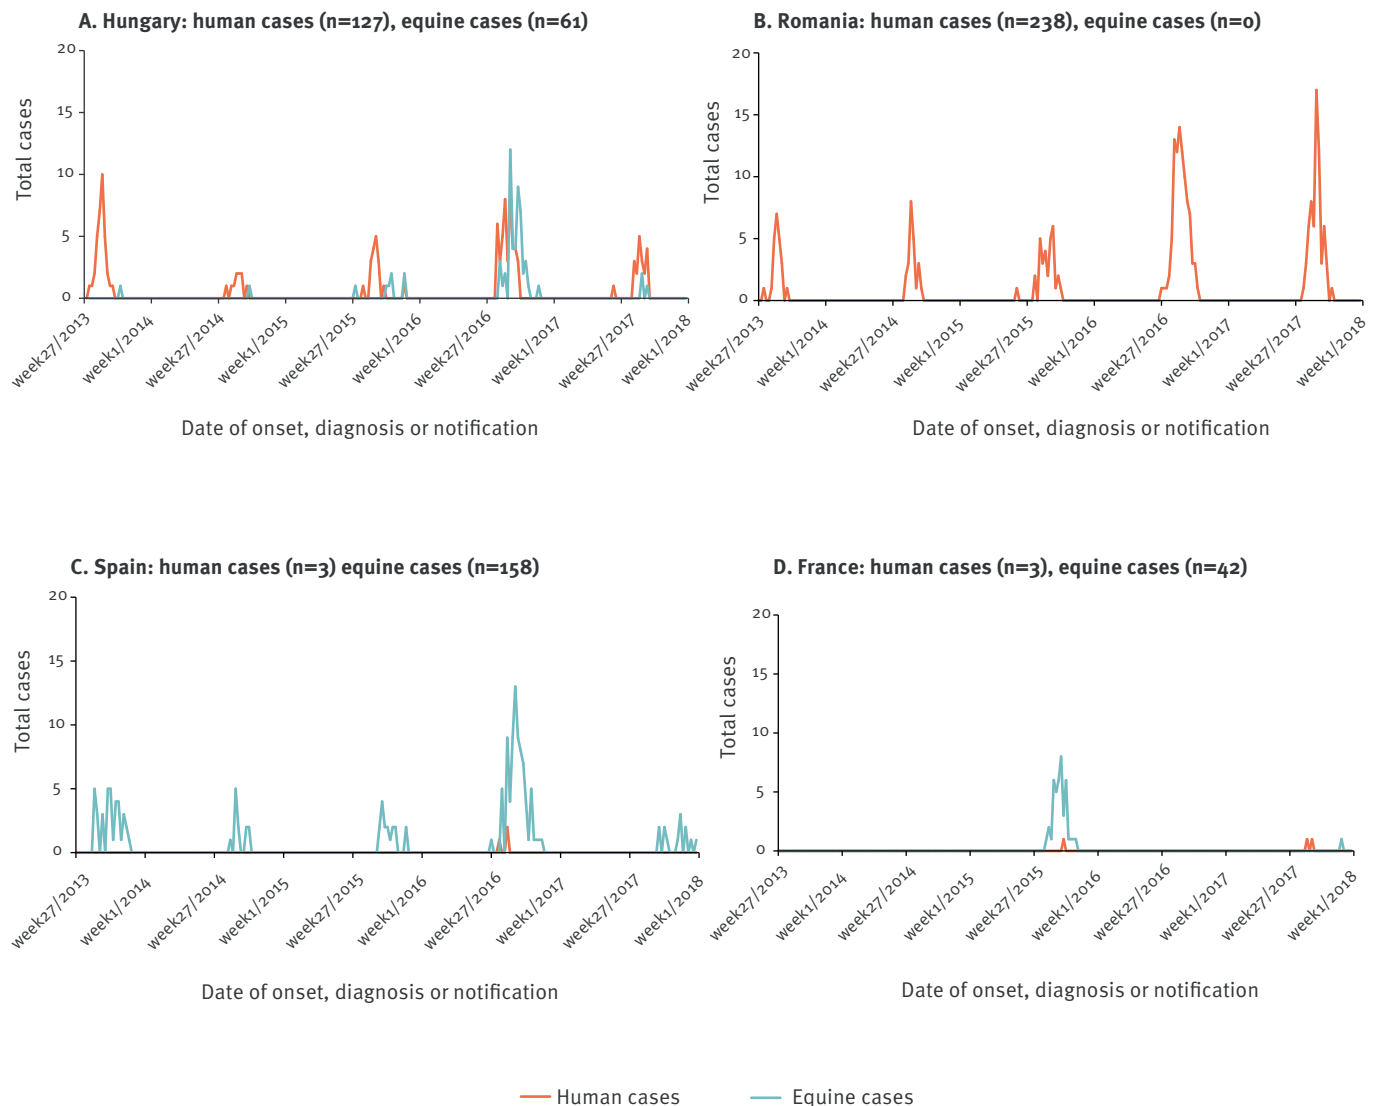 A. Hungary: human cases (n=127), equine cases (n=61)
20
15
10
5
0
Total cases
week27/2013
week1/2014
week27/2014
week1/2015
week27/2015
week1/2016
week27/2016
week1/2017
week27/2017
week1/2018
Date of onset, diagnosis or notification
B. Romania: human cases (n=238), equine cases (n=0)
20
15
10
5
0
Total cases
week27/2013
week1/2014
week27/2014
week1/2015
week27/2015
week1/2016
week27/2016
week1/2017
week27/2017
week1/2018
Date of onset, diagnosis or notification
C. Spain: human cases (n=3) equine cases (n=158)
20
15
10
5
0
Total cases
week27/2013
week1/2014
week27/2014
week1/2015
week27/2015
week1/2016
week27/2016
week1/2017
week27/2017
week1/2018
Date of onset, diagnosis or notification
D. France: human cases (n=3), equine cases (n=42)
20
15
10
5
0
Total cases
week27/2013
week1/2014
week27/2014
week1/2015
week27/2015
week1/2016
week27/2016
week1/2017
week27/2017
week1/2018
Date of onset, diagnosis or notification
Human cases
Equine cases